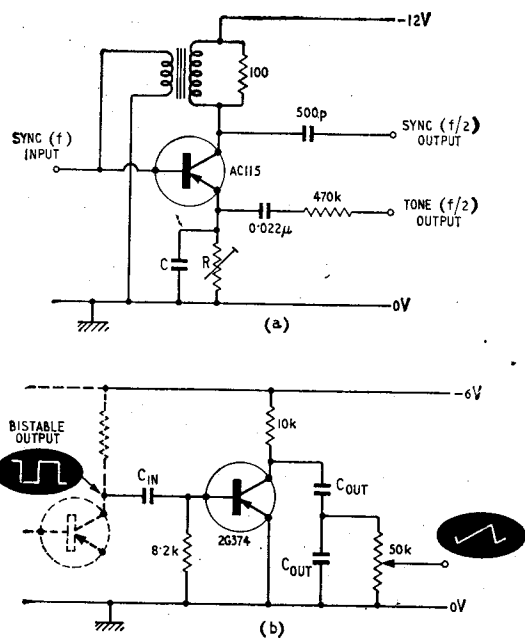 -12V
100
500p
SYNC (f)
INPUT
SYNC (f/2)
OUTPUT
AC115
470k
TONE (f/2)
OUTPUT
0·022μ
C
R
0V
(a)
-6V
BISTABLE
OUTPUT
10k
CIN
COUT
2G374
8·2k
COUT
50k
0V
(b)